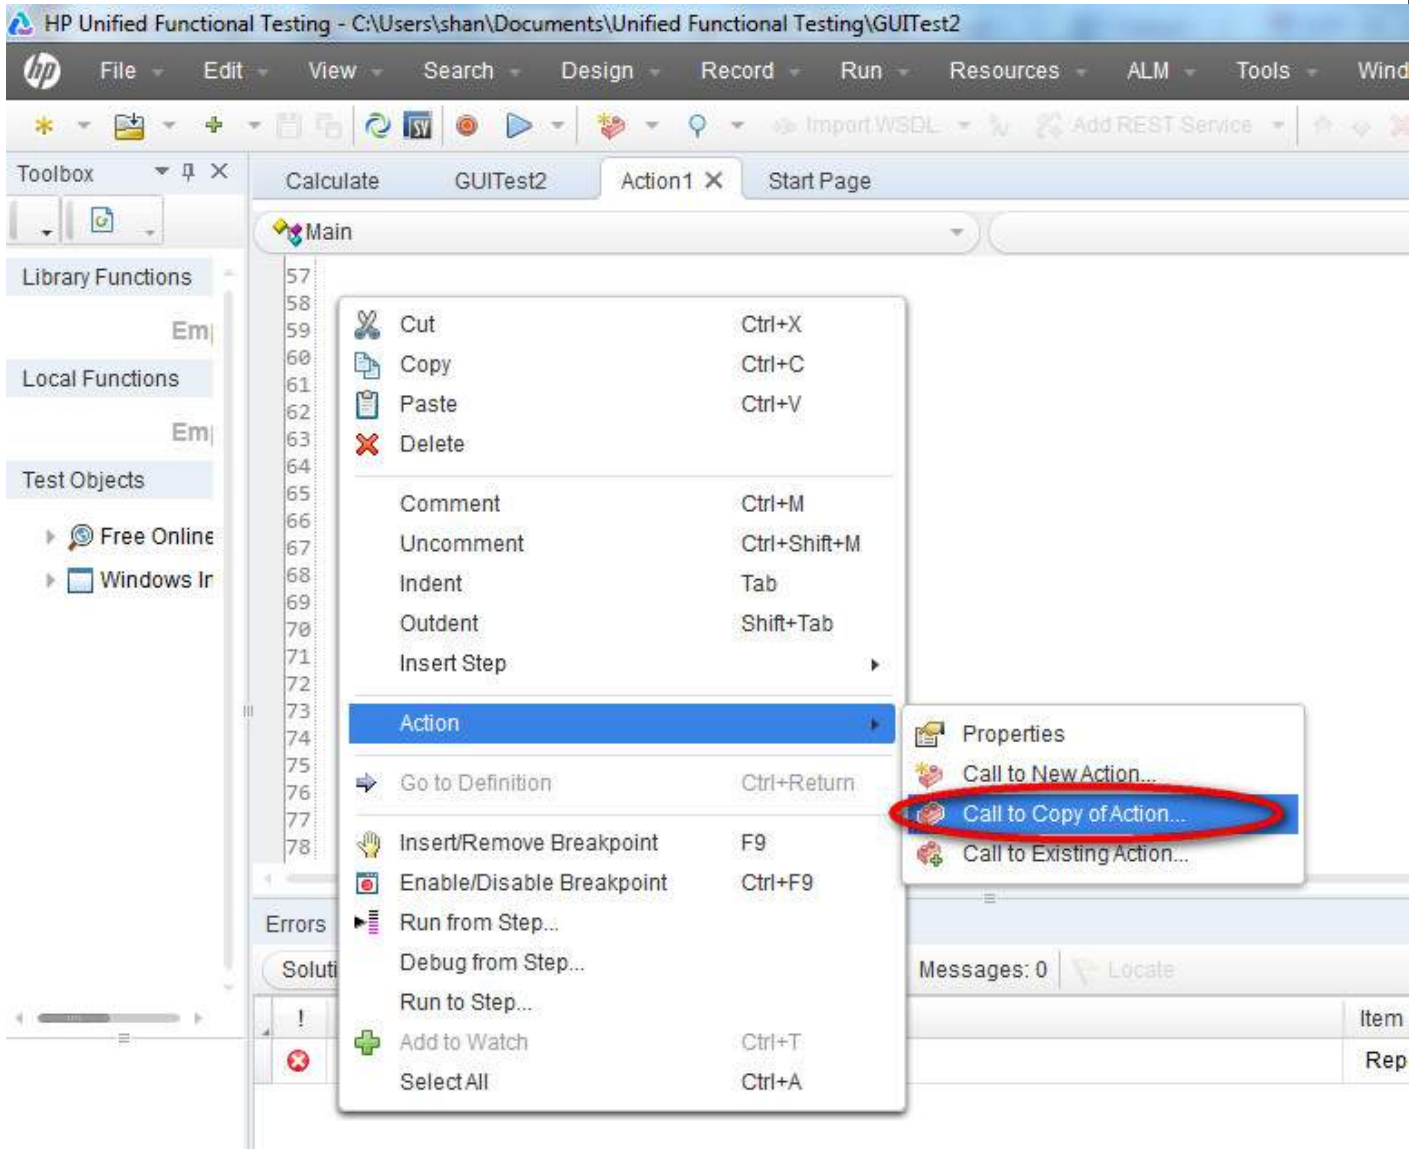 HP Unified Functional Testing - C:\Users\shan\Documents\Unified Functional Testing\GUITest2
hp File Edit View Search Design Record Run Resources ALM Tools Wind
SV Import WSDL Add REST Service
Toolbox
Calculate GUITest2 Action1 Start Page
Main
Library Functions
Em
Local Functions
Em
Test Objects
Free Online
Windows In
57
58
59
60
61
62
63
64
65
66
67
68
69
70
71
72
73
74
75
76
77
78
Cut Ctrl+X
Copy Ctrl+C
Paste Ctrl+V
Delete
Comment Ctrl+M
Uncomment Ctrl+Shift+M
Indent Tab
Outdent Shift+Tab
Insert Step
Action
Go to Definition Ctrl+Return
Insert/Remove Breakpoint F9
Enable/Disable Breakpoint Ctrl+F9
Run from Step...
Debug from Step...
Run to Step...
Add to Watch Ctrl+T
Select All Ctrl+A
Properties
Call to New Action...
Call to Copy of Action...
Call to Existing Action...
Errors
Soluti Messages: 0 Locate
! Item
Rep